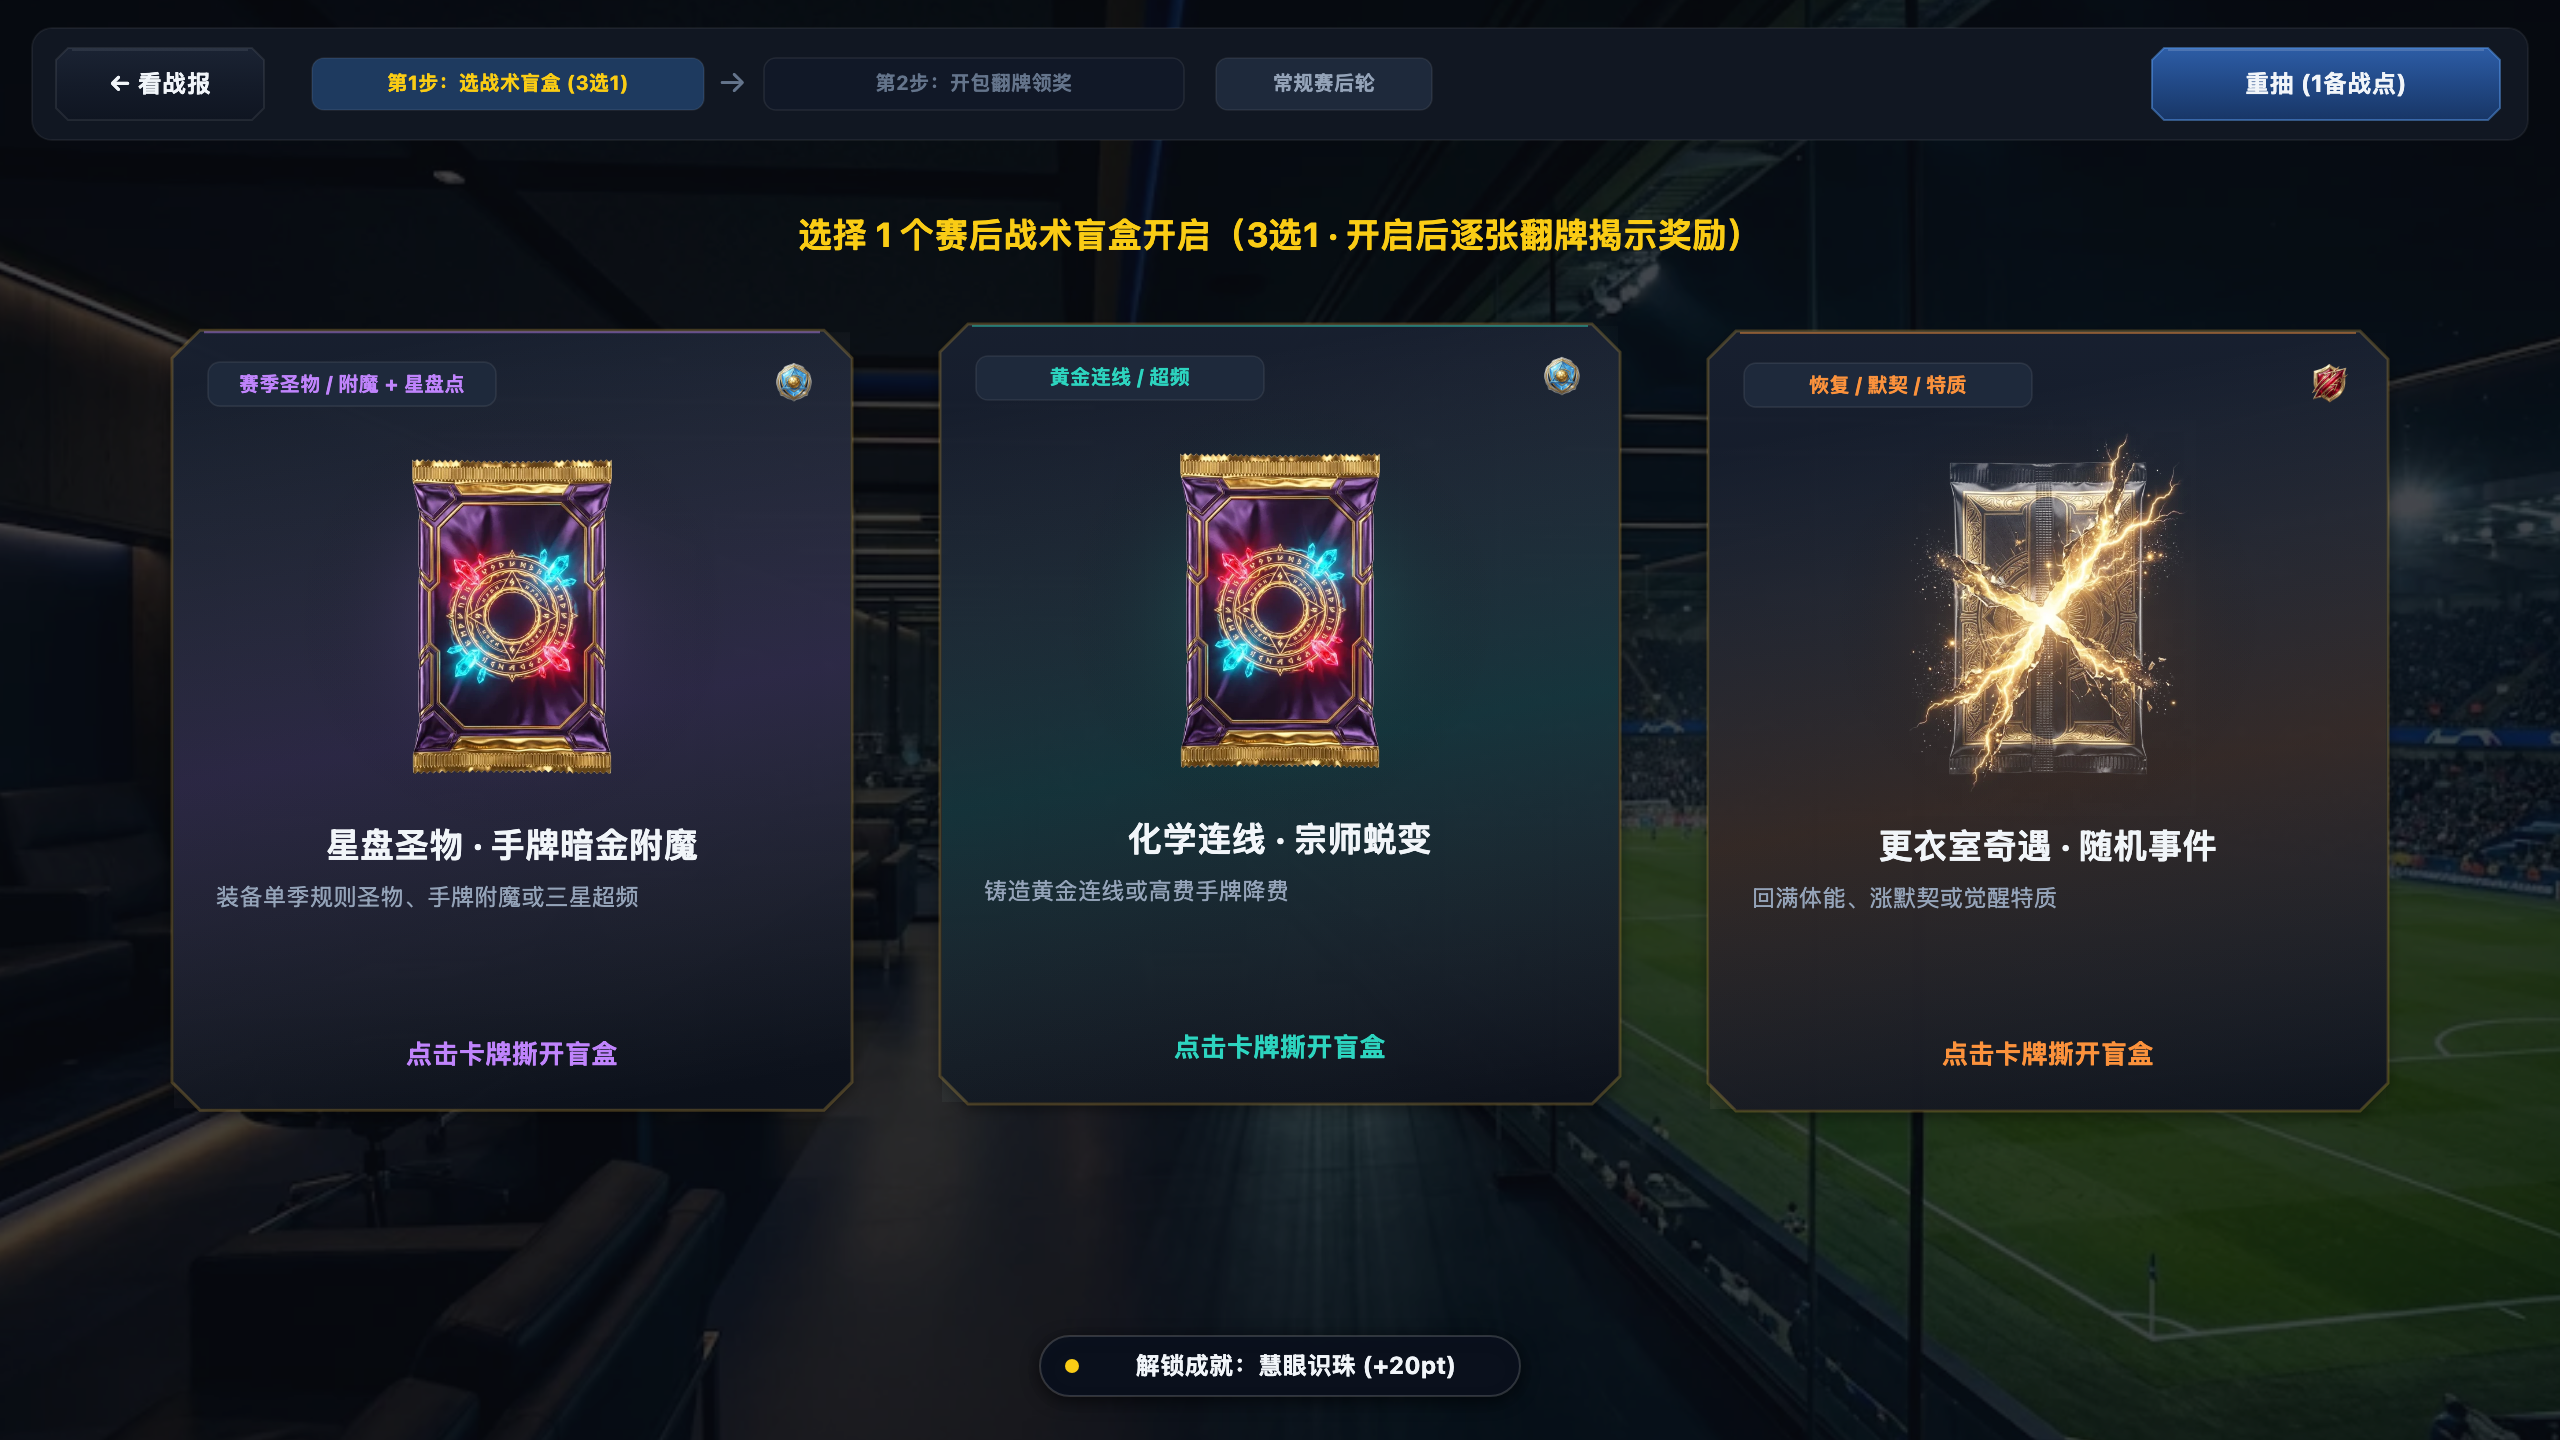 ← 看战报
第1步：选战术盲盒 (3选1)
→
第2步：开包翻牌领奖
常规赛后轮
重抽 (1备战点)
选择 1 个赛后战术盲盒开启（3选1 · 开启后逐张翻牌揭示奖励）
赛季圣物 / 附魔 + 星盘点
星盘圣物 · 手牌暗金附魔
装备单季规则圣物、手牌附魔或三星超频
点击卡牌撕开盲盒
黄金连线 / 超频
化学连线 · 宗师蜕变
铸造黄金连线或高费手牌降费
点击卡牌撕开盲盒
恢复 / 默契 / 特质
更衣室奇遇 · 随机事件
回满体能、涨默契或觉醒特质
点击卡牌撕开盲盒
解锁成就：慧眼识珠 (+20pt)